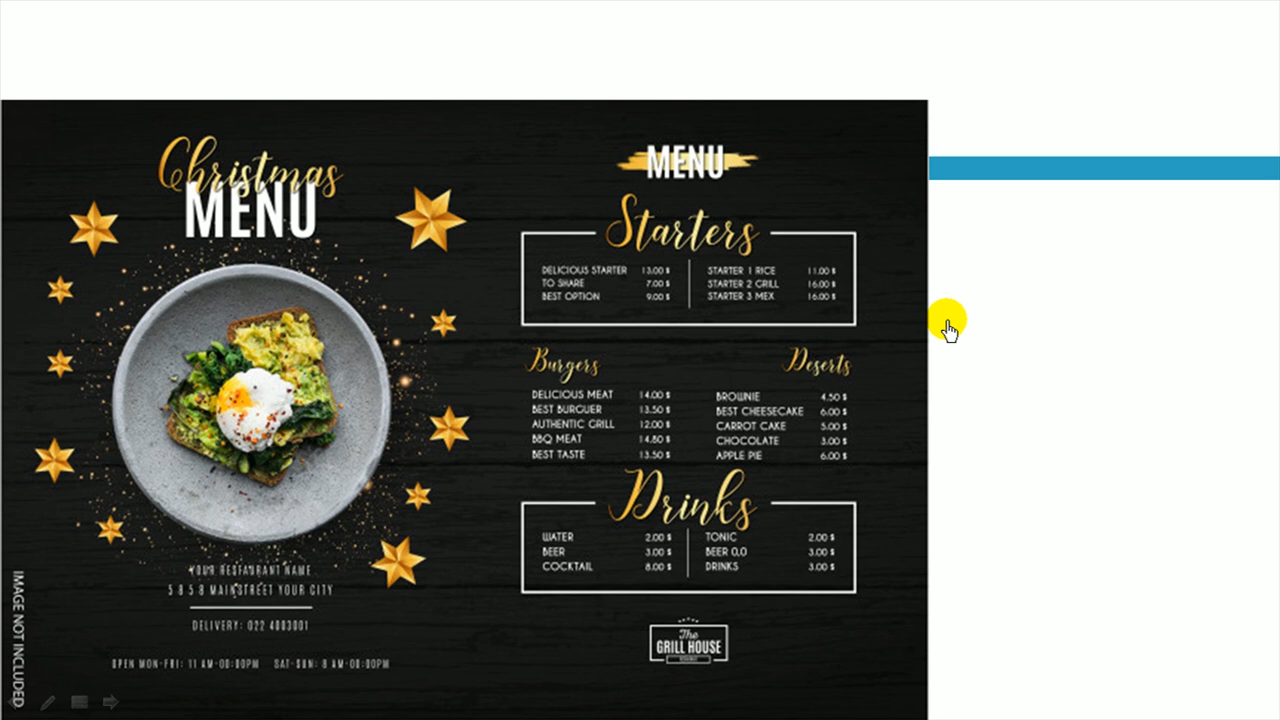 Christmas
MENU
YOUR RESTAURANT NAME
5858 MAINSTREET YOUR CITY
DELIVERY: 022 4003001
OPEN MON-FRI: 11 AM-00:00PM SAT-SUN: 8 AM-00:00PM
IMAGE NOT INCLUDED
MENU
Starters
DELICIOUS STARTER 13.00 $
TO SHARE 7.00 $
BEST OPTION 9.00 $
STARTER 1 RICE 11.00 $
STARTER 2 GRILL 16.00 $
STARTER 3 MEX 16.00 $
Burgers
DELICIOUS MEAT 14.00 $
BEST BURGUER 13.50 $
AUTHENTIC GRILL 12.00 $
BBQ MEAT 14.80 $
BEST TASTE 13.50 $
Deserts
BROWNIE 4.50 $
BEST CHEESECAKE 6.00 $
CARROT CAKE 5.00 $
CHOCOLATE 3.00 $
APPLE PIE 6.00 $
Drinks
WATER 2.00 $
BEER 3.00 $
COCKTAIL 8.00 $
TONIC 2.00 $
BEER 0,0 3.00 $
DRINKS 3.00 $
The
GRILL HOUSE